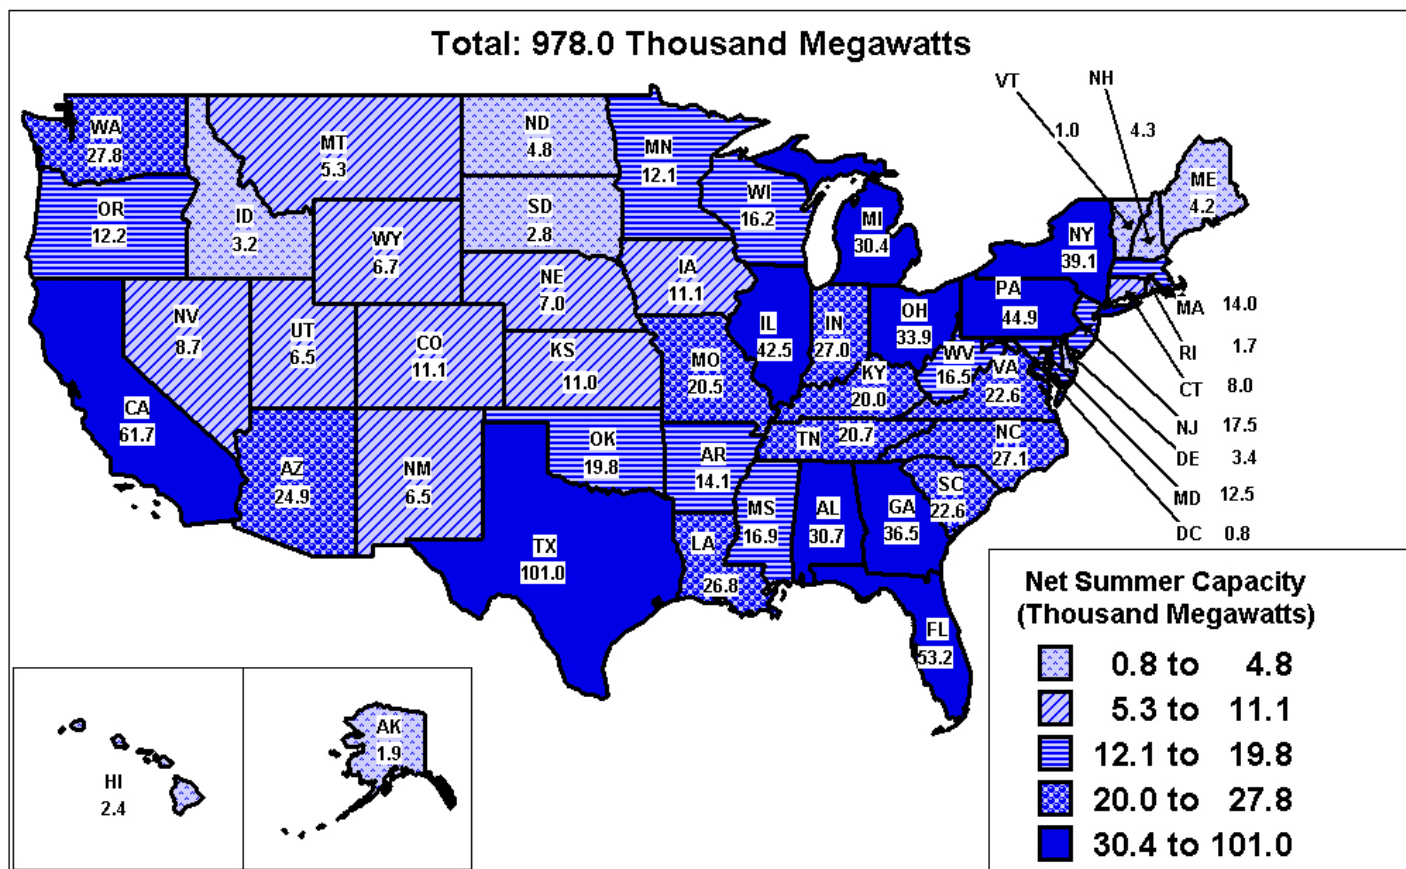 Total: 978.0 Thousand Megawatts
VT
NH
1.0
4.3
WA
27.8
MT
5.3
ND
4.8
MN
12.1
ME
4.2
OR
12.2
ID
3.2
SD
2.8
WI
16.2
MI
30.4
NY
39.1
WY
6.7
NE
7.0
IA
11.1
PA
44.9
MA 14.0
NV
8.7
UT
6.5
CO
11.1
KS
11.0
MO
20.5
IL
42.5
IN
27.0
OH
33.9
WV
16.5
VA
22.6
KY
20.0
RI 1.7
CT 8.0
NJ 17.5
DE 3.4
MD 12.5
DC 0.8
CA
61.7
AZ
24.9
NM
6.5
OK
19.8
AR
14.1
TN 20.7
NC
27.1
SC
22.6
MS
16.9
AL
30.7
GA
36.5
TX
101.0
LA
26.8
FL
53.2
HI
2.4
AK
1.9
Net Summer Capacity
(Thousand Megawatts)
0.8 to 4.8
5.3 to 11.1
12.1 to 19.8
20.0 to 27.8
30.4 to 101.0